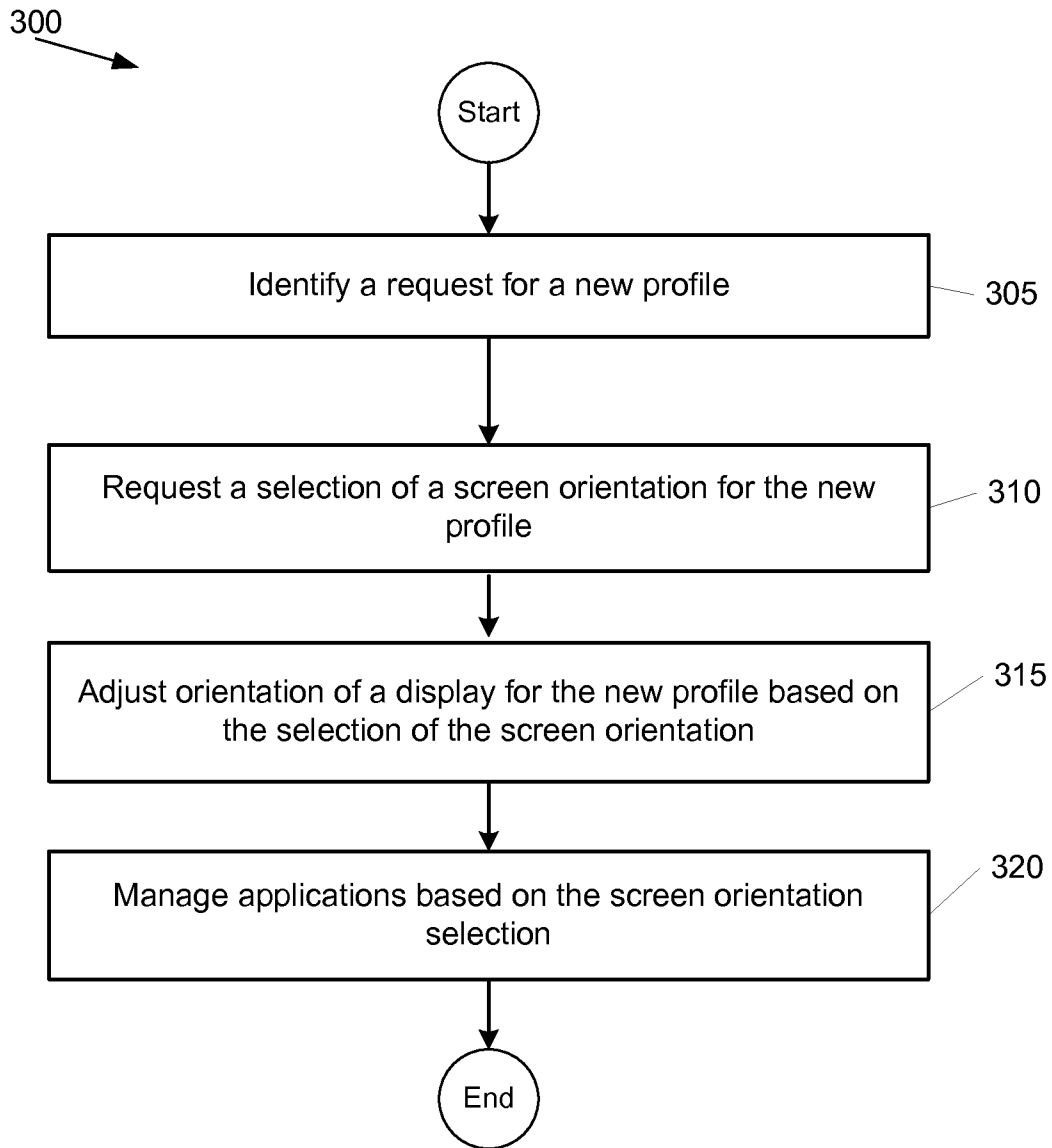 300
Start
Identify a request for a new profile
305
Request a selection of a screen orientation for the new
profile
310
Adjust orientation of a display for the new profile based on
the selection of the screen orientation
315
Manage applications based on the screen orientation
selection
320
End